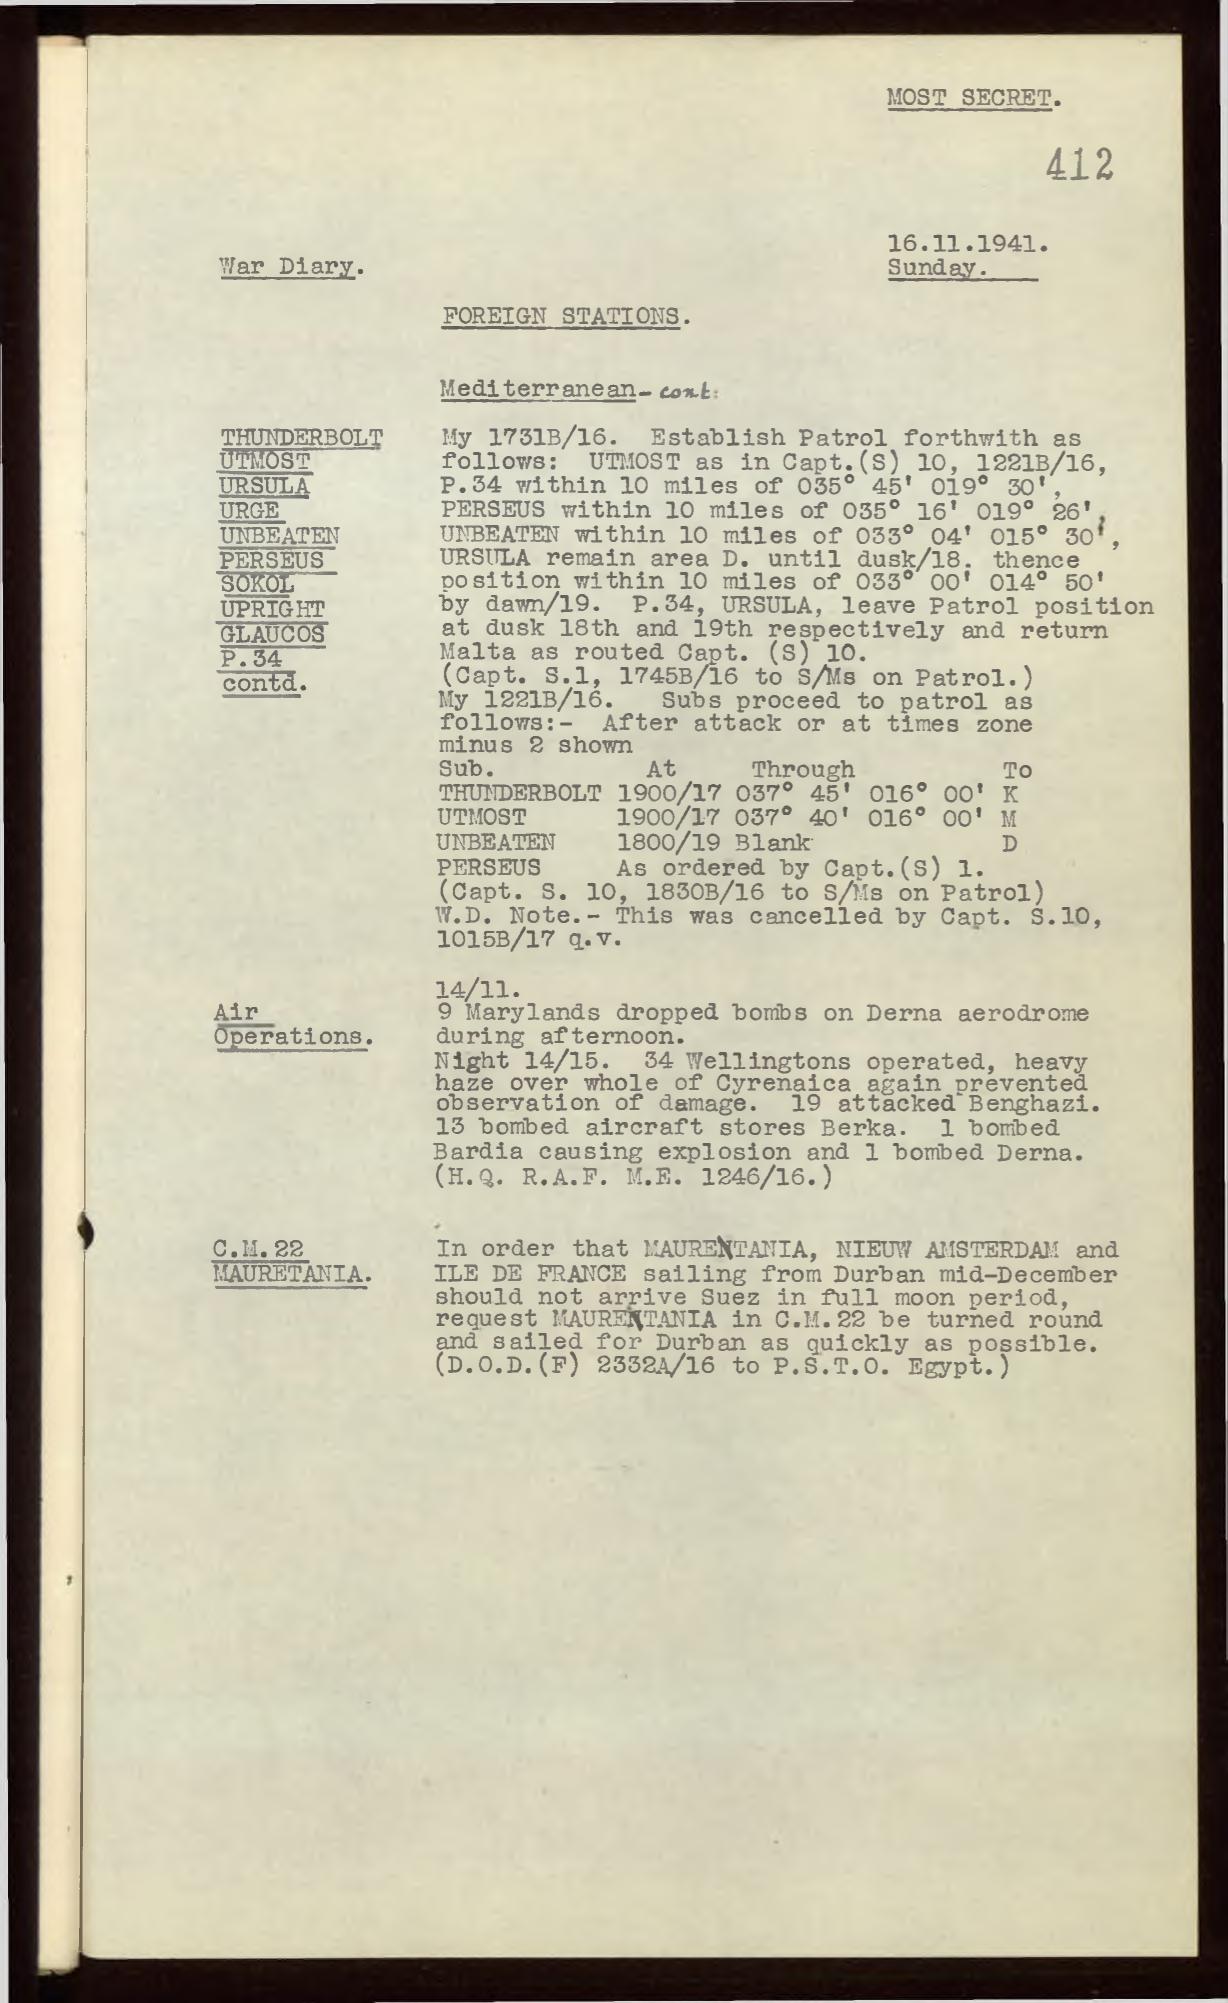 MOST SECRET.
412
16.11.1941.
War Diary.
Sunday.
FOREIGN STATIONS.
Mediterranean- cont:
THUNDERBOLT
UTMOST
URSULA
URGE
UNBEATEN
PERSEUS
SOKOL
UPRIGHT
GLAUCOS
P.34
contd.
My 1731B/16. Establish Patrol forthwith as
follows: UTMOST as in Capt.(S) 10, 1221B/16,
P.34 within 10 miles of 035° 45' 019° 30',
PERSEUS within 10 miles of 035° 16' 019° 26',
UNBEATEN within 10 miles of 033° 04' 015° 30',
URSULA remain area D. until dusk/18. thence
position within 10 miles of 033° 00' 014° 50'
by dawn/19. P.34, URSULA, leave Patrol position
at dusk 18th and 19th respectively and return
Malta as routed Capt. (S) 10.
(Capt. S.1, 1745B/16 to S/Ms on Patrol.)
My 1221B/16. Subs proceed to patrol as
follows:- After attack or at times zone
minus 2 shown
Sub. At Through To
THUNDERBOLT 1900/17 037° 45' 016° 00' K
UTMOST 1900/17 037° 40' 016° 00' M
UNBEATEN 1800/19 Blank D
PERSEUS As ordered by Capt.(S) 1.
(Capt. S. 10, 1830B/16 to S/Ms on Patrol)
W.D. Note.- This was cancelled by Capt. S.10,
1015B/17 q.v.
Air
Operations.
14/11.
9 Marylands dropped bombs on Derna aerodrome
during afternoon.
Night 14/15. 34 Wellingtons operated, heavy
haze over whole of Cyrenaica again prevented
observation of damage. 19 attacked Benghazi.
13 bombed aircraft stores Berka. 1 bombed
Bardia causing explosion and 1 bombed Derna.
(H.Q. R.A.F. M.E. 1246/16.)
C.M.22
MAURETANIA.
In order that MAURENTANIA, NIEUW AMSTERDAM and
ILE DE FRANCE sailing from Durban mid-December
should not arrive Suez in full moon period,
request MAURENTANIA in C.M.22 be turned round
and sailed for Durban as quickly as possible.
(D.O.D.(F) 2332A/16 to P.S.T.O. Egypt.)